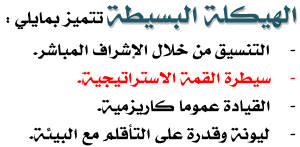 الهيكلة البسيطة تتميز بمايلي :
- التنسيق من خلال الإشراف المباشر.
- سيطرة القمة الاستراتيجية.
- القيادة عموما كاريزمية.
- ليونة وقدرة على التأقلم مع البيئة.